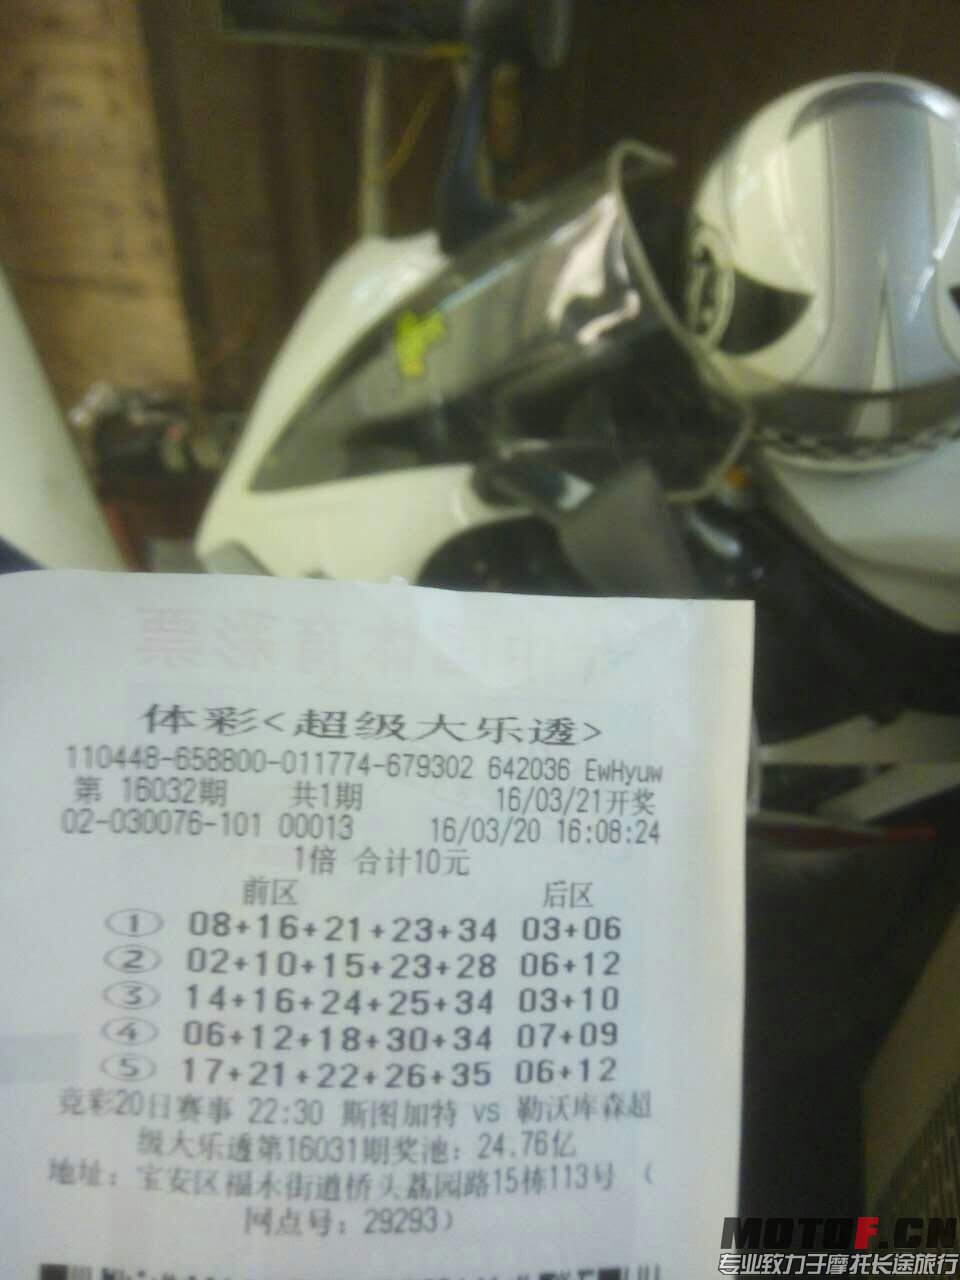 体彩<超级大乐透>
110448-658800-011774-679302 642036 EwHyuw
第 16032期 共1期 16/03/21开奖
02-030076-101 00013 16/03/20 16:08:24
1倍 合计10元
前区 后区
① 08+16+21+23+34 03+06
② 02+10+15+23+28 06+12
③ 14+16+24+25+34 03+10
④ 06+12+18+30+34 07+09
⑤ 17+21+22+26+35 06+12
竞彩20日赛事 22:30 斯图加特 vs 勒沃库森超
级大乐透第16031期奖池: 24.76亿
地址: 宝安区福永街道桥头荔园路15栋113号 (
网点号: 29293)
MOTOF.CN
专业致力于摩托长途旅行